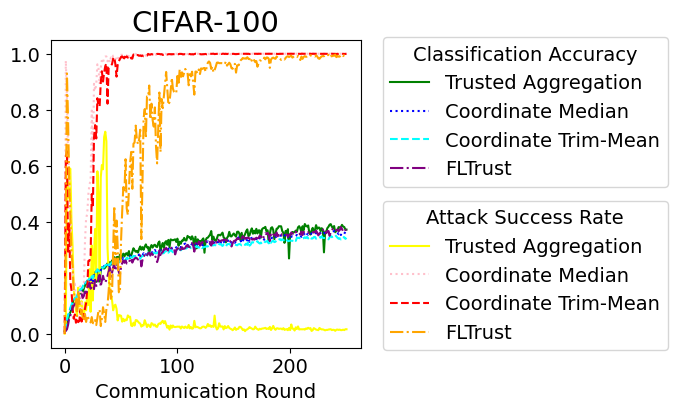 CIFAR-100
1.0
0.8
0.6
0.4
0.2
0.0
0
100
200
Communication Round
Classification Accuracy
Trusted Aggregation
Coordinate Median
Coordinate Trim-Mean
FLTrust
Attack Success Rate
Trusted Aggregation
Coordinate Median
Coordinate Trim-Mean
FLTrust